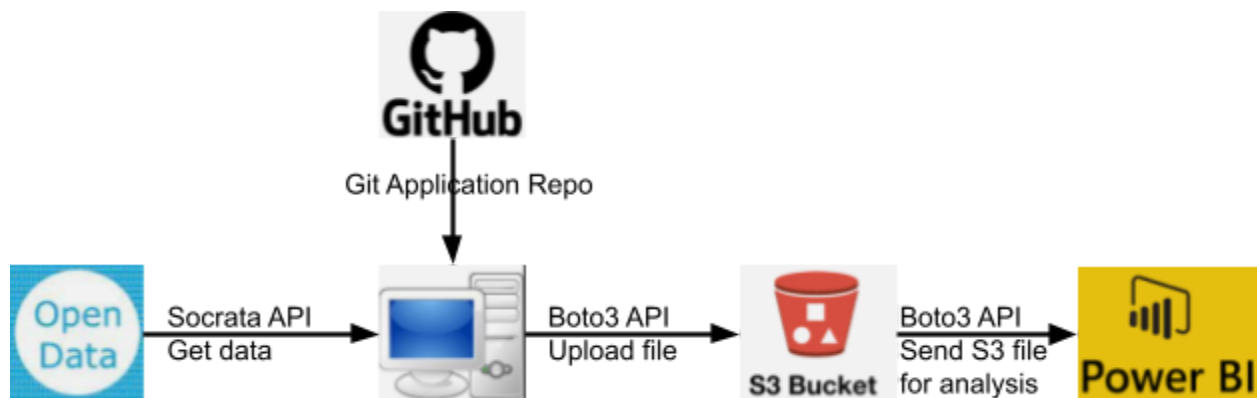 GitHub
Git Application Repo
Open
Data
Socrata API
Get data
Boto3 API
Upload file
S3 Bucket
Boto3 API
Send S3 file
for analysis
Power BI